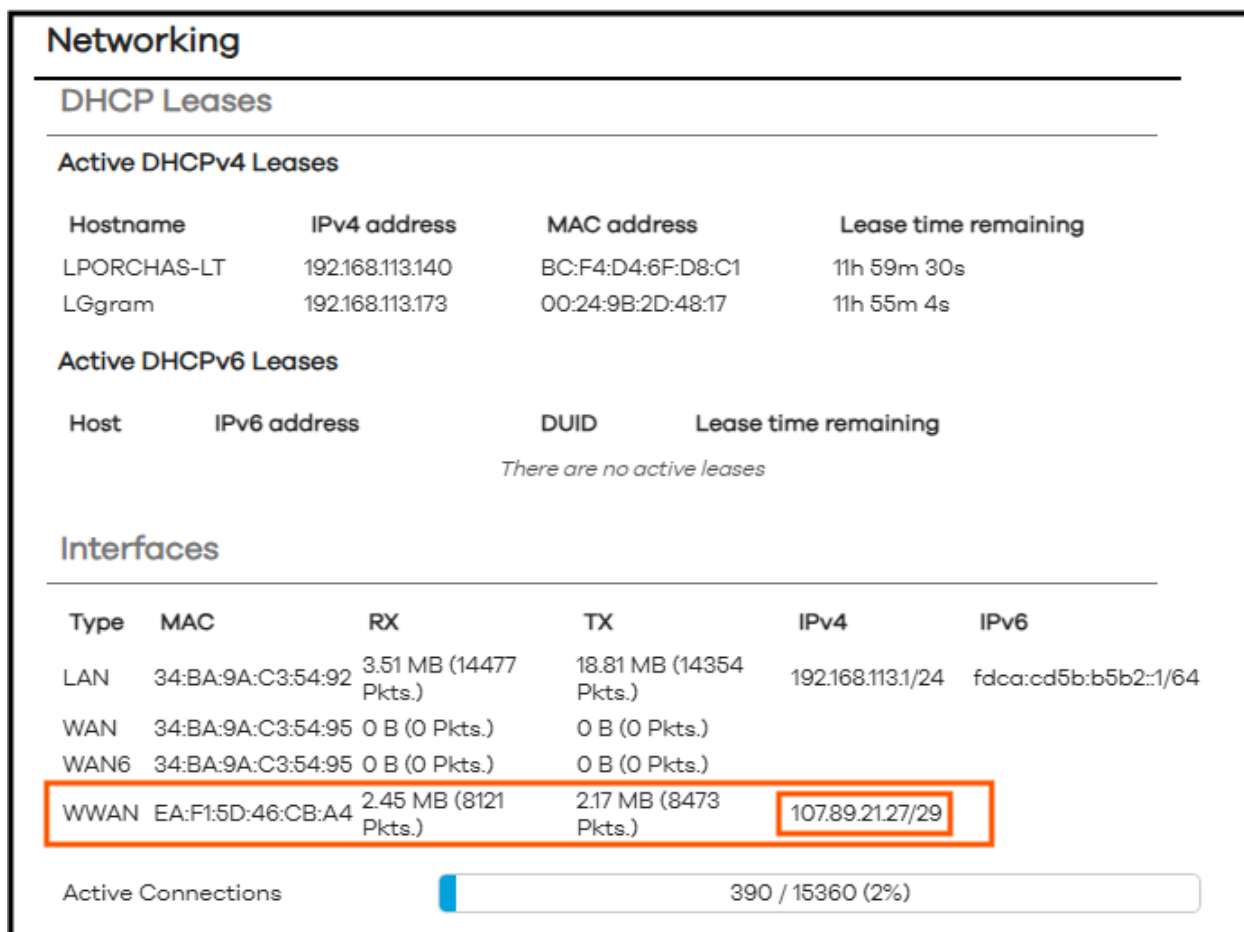 Networking
DHCP Leases
Active DHCPv4 Leases
Hostname IPv4 address MAC address Lease time remaining
LPORCHAS-LT 192.168.113.140 BC:F4:D4:6F:D8:C1 11h 59m 30s
LGgram 192.168.113.173 00:24:9B:2D:48:17 11h 55m 4s
Active DHCPv6 Leases
Host IPv6 address DUID Lease time remaining
There are no active leases
Interfaces
Type MAC RX TX IPv4 IPv6
LAN 34:BA:9A:C3:54:92 3.51 MB (14477 Pkts.) 18.81 MB (14354 Pkts.) 192.168.113.1/24 fdca:cd5b:b5b2::1/64
WAN 34:BA:9A:C3:54:95 0 B (0 Pkts.) 0 B (0 Pkts.)
WAN6 34:BA:9A:C3:54:95 0 B (0 Pkts.) 0 B (0 Pkts.)
WWAN EA:F1:5D:46:CB:A4 2.45 MB (8121 Pkts.) 2.17 MB (8473 Pkts.) 107.89.21.27/29
Active Connections 390 / 15360 (2%)